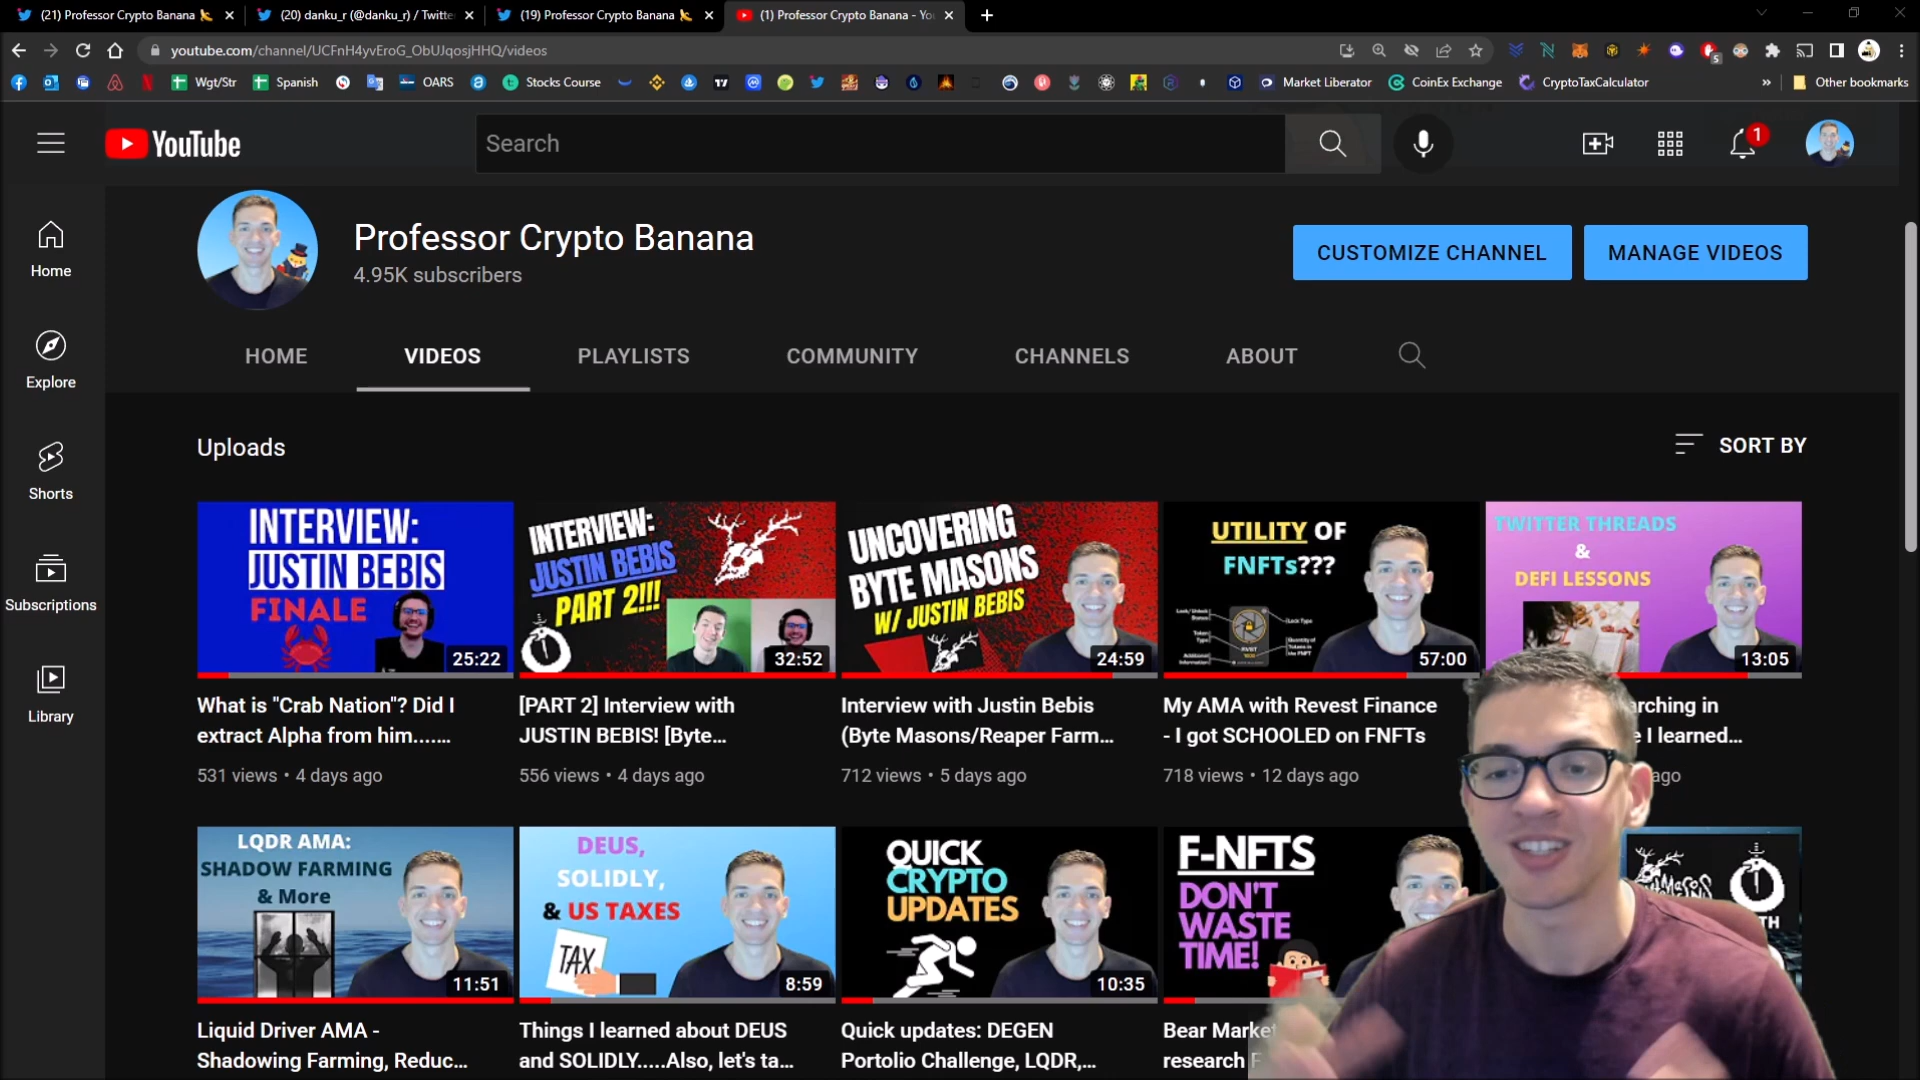 (21) Professor Crypto Banana
(20) danku_r (@danku_r) / Twitte
(19) Professor Crypto Banana
(1) Professor Crypto Banana - Yo
youtube.com/channel/UCFnH4yvEroG_ObUJqosjHHQ/videos
5
Wgt/Str
Spanish
OARS
Stocks Course
Market Liberator
CoinEx Exchange
CryptoTaxCalculator
»
Other bookmarks
YouTube
Search
1
Home
Explore
Shorts
Subscriptions
Library
Professor Crypto Banana
4.95K subscribers
CUSTOMIZE CHANNEL
MANAGE VIDEOS
HOME
VIDEOS
PLAYLISTS
COMMUNITY
CHANNELS
ABOUT
Uploads
SORT BY
INTERVIEW:
JUSTIN BEBIS
FINALE
25:22
What is "Crab Nation"? Did I
extract Alpha from him.....…
531 views • 4 days ago
INTERVIEW:
JUSTIN BEBIS
PART 2!!!
32:52
[PART 2] Interview with
JUSTIN BEBIS! [Byte…
556 views • 4 days ago
UNCOVERING
BYTE MASONS
W/ JUSTIN BEBIS
24:59
Interview with Justin Bebis
(Byte Masons/Reaper Farm…
712 views • 5 days ago
UTILITY OF
FNFTs???
57:00
My AMA with Revest Finance
- I got SCHOOLED on FNFTs
718 views • 12 days ago
TWITTER THREADS
&
DEFI LESSONS
13:05
arching in
e I learned…
ago
LQDR AMA:
SHADOW FARMING
& More
11:51
Liquid Driver AMA -
Shadowing Farming, Reduc…
DEUS,
SOLIDLY,
& US TAXES
TAX
8:59
Things I learned about DEUS
and SOLIDLY.....Also, let's ta…
QUICK
CRYPTO
UPDATES
10:35
Quick updates: DEGEN
Portolio Challenge, LQDR,…
F-NFTS
DON'T
WASTE
TIME!
Bear Market
research F